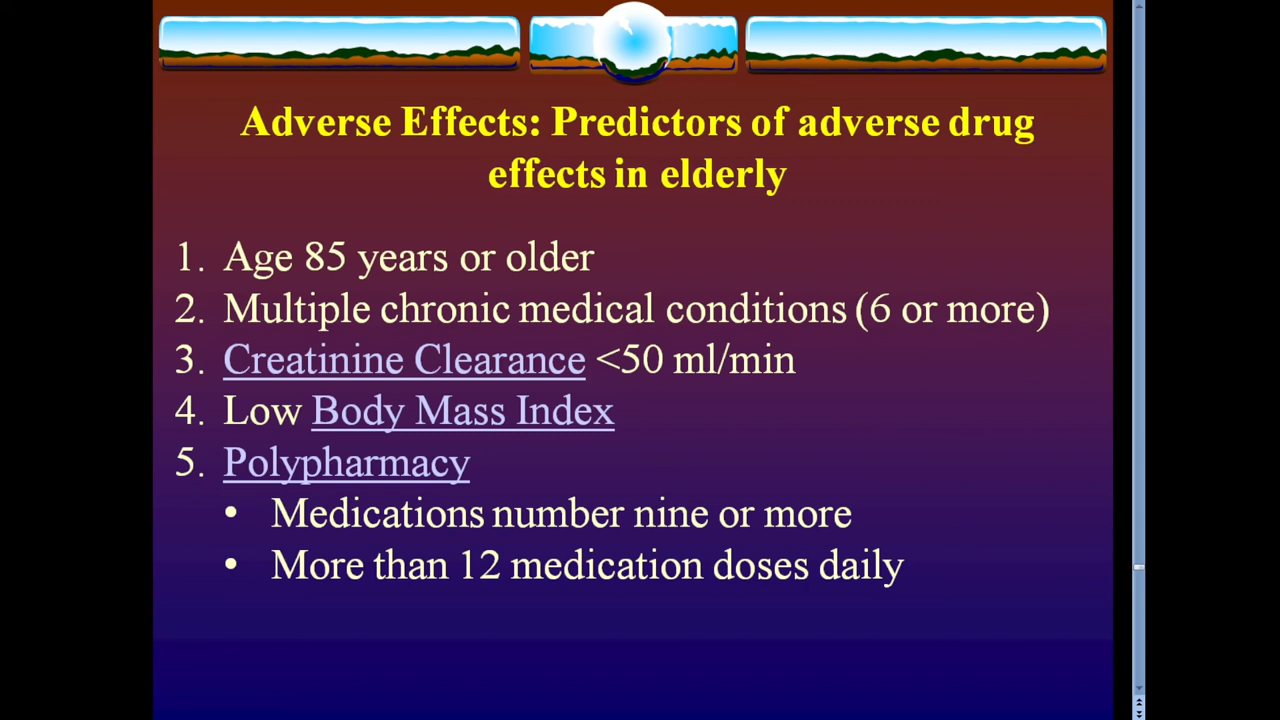 Adverse Effects: Predictors of adverse drug
effects in elderly
1. Age 85 years or older
2. Multiple chronic medical conditions (6 or more)
3. Creatinine Clearance <50 ml/min
4. Low Body Mass Index
5. Polypharmacy
• Medications number nine or more
• More than 12 medication doses daily